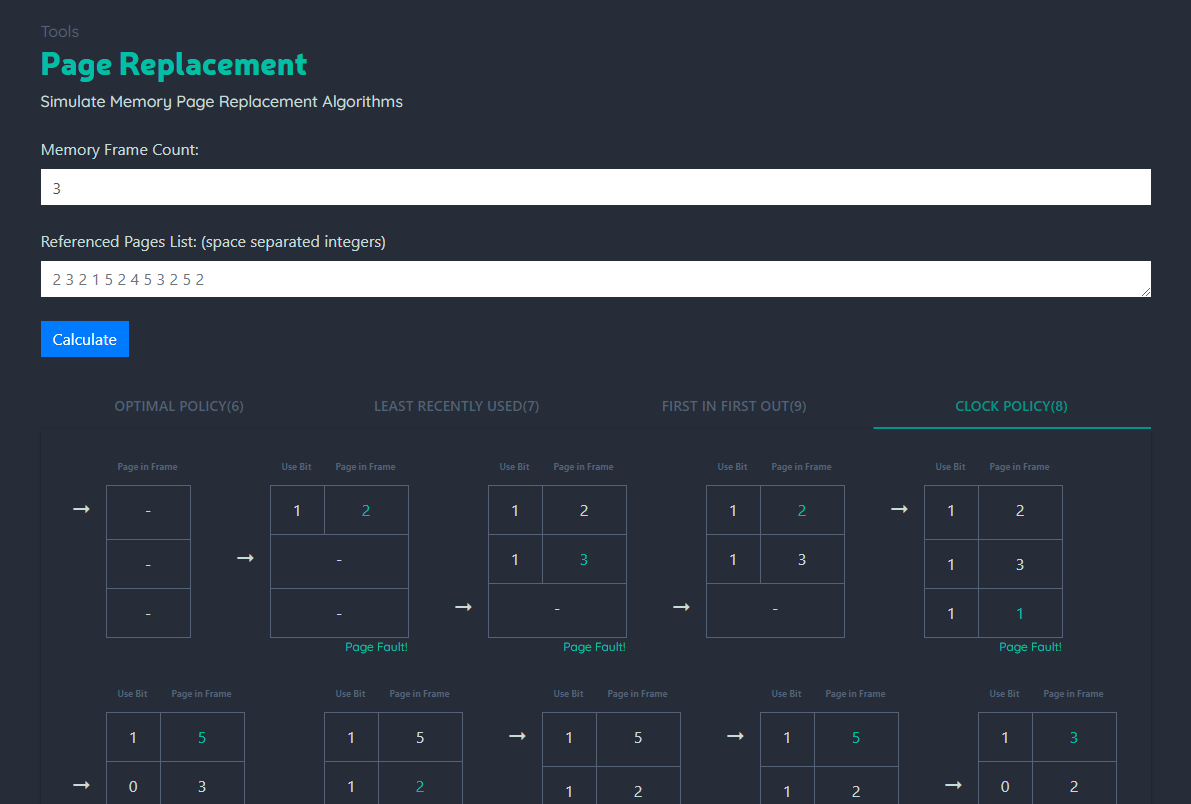 Tools
Page Replacement
Simulate Memory Page Replacement Algorithms
Memory Frame Count:
3
Referenced Pages List: (space separated integers)
2 3 2 1 5 2 4 5 3 2 5 2
Calculate
OPTIMAL POLICY(6) LEAST RECENTLY USED(7) FIRST IN FIRST OUT(9) CLOCK POLICY(8)
Page in Frame Use Bit Page in Frame Use Bit Page in Frame Use Bit Page in Frame Use Bit Page in Frame
→ - 1 2 1 2 1 2 → 1 2
- → - 1 3 1 3 1 3
- - → - → - 1 1
Page Fault! Page Fault! Page Fault!
Use Bit Page in Frame Use Bit Page in Frame Use Bit Page in Frame Use Bit Page in Frame Use Bit Page in Frame
1 5 1 5 → 1 5 → 1 5 1 3
→ 0 3 1 2 1 2 1 2 → 0 2